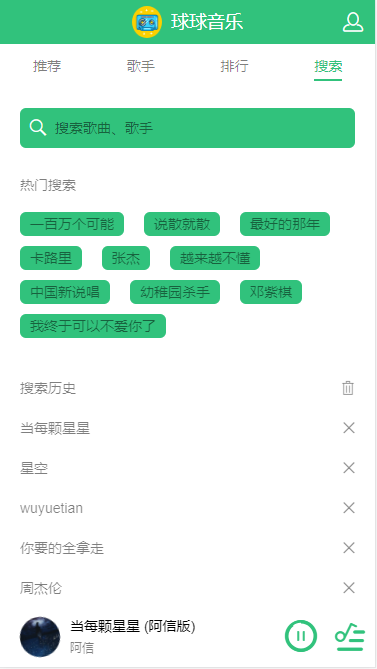 球球音乐
推荐 歌手 排行 搜索
搜索歌曲、歌手
热门搜索
一百万个可能 说散就散 最好的那年
卡路里 张杰 越来越不懂
中国新说唱 幼稚园杀手 邓紫棋
我终于可以不爱你了
搜索历史
当每颗星星
星空
wuyuetian
你要的全拿走
周杰伦
当每颗星星 (阿信版)
阿信